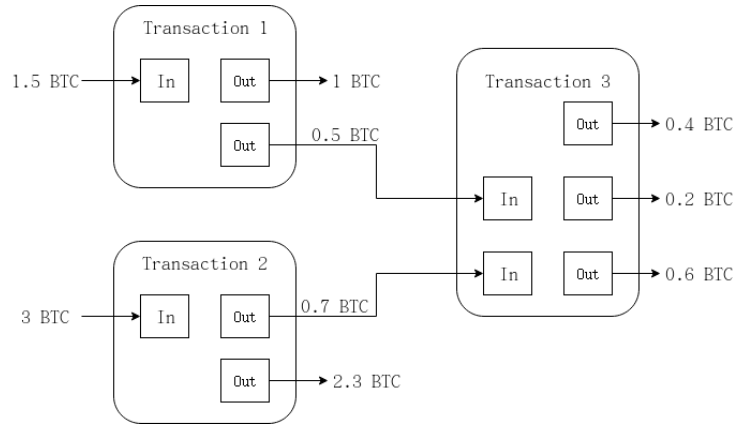 Transaction 1
1.5 BTC
In
Out
1 BTC
Out
0.5 BTC
Transaction 2
3 BTC
In
Out
0.7 BTC
Out
2.3 BTC
Transaction 3
Out
0.4 BTC
In
Out
0.2 BTC
In
Out
0.6 BTC